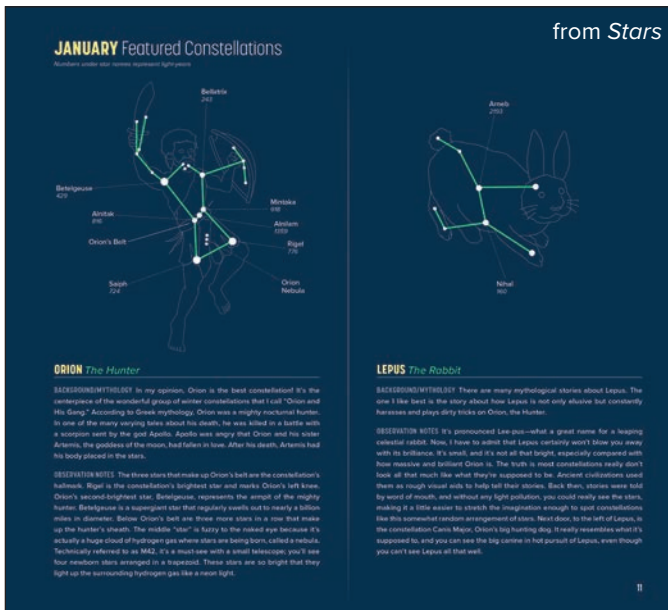 from Stars
JANUARY Featured Constellations
Numbers under star names represent light-years
Bellatrix
243
Betelgeuse
429
Alnitak
816
Orion's Belt
Saiph
724
Mintaka
916
Alnilam
1359
Rigel
776
Orion
Nebula
ORION The Hunter
BACKGROUND/MYTHOLOGY In my opinion, Orion is the best constellation! It's the
centerpiece of the wonderful group of winter constellations that I call "Orion and
His Gang." According to Greek mythology, Orion was a mighty nocturnal hunter.
In one of the many varying tales about his death, he was killed in a battle with
a scorpion sent by the god Apollo. Apollo was angry that Orion and his sister
Artemis, the goddess of the moon, had fallen in love. After his death, Artemis had
his body placed in the stars.
OBSERVATION NOTES The three stars that make up Orion's belt are the constellation's
hallmark. Rigel is the constellation's brightest star and marks Orion's left knee.
Orion's second-brightest star, Betelgeuse, represents the armpit of the mighty
hunter. Betelgeuse is a supergiant star that regularly swells out to nearly a billion
miles in diameter. Below Orion's belt are three more stars in a row that make
up the hunter's sheath. The middle "star" is fuzzy to the naked eye because it's
actually a huge cloud of hydrogen gas where stars are being born, called a nebula.
Technically referred to as M42, it's a must-see with a small telescope; you'll see
four newborn stars arranged in a trapezoid. These stars are so bright that they
light up the surrounding hydrogen gas like a neon light.
Arneb
2193
Nihal
160
LEPUS The Rabbit
BACKGROUND/MYTHOLOGY There are many mythological stories about Lepus. The
one I like best is the story about how Lepus is not only elusive but constantly
harasses and plays dirty tricks on Orion, the Hunter.
OBSERVATION NOTES It's pronounced Lee-pus—what a great name for a leaping
celestial rabbit. Now, I have to admit that Lepus certainly won't blow you away
with its brilliance. It's small, and it's not all that bright, especially compared with
how massive and brilliant Orion is. The truth is most constellations really don't
look all that much like what they're supposed to be. Ancient civilizations used
them as rough visual aids to help tell their stories. Back then, stories were told
by word of mouth, and without any light pollution, you could really see the stars,
making it a little easier to stretch the imagination enough to spot constellations
like this somewhat random arrangement of stars. Next door, to the left of Lepus, is
the constellation Canis Major, Orion's big hunting dog. It really resembles what it's
supposed to, and you can see the big canine in hot pursuit of Lepus, even though
you can't see Lepus all that well.
11